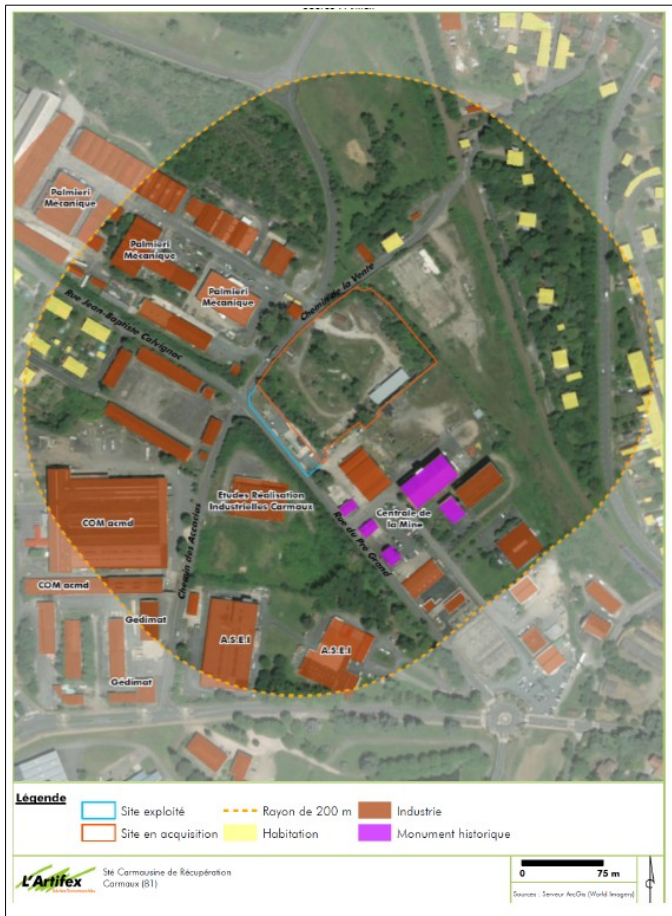 Palmieri
Mécanique
Palmieri
Mécanique
Palmieri
Mécanique
Chemin de la Vente
Rue Jean-Baptiste Calvignac
Etudes Réalisation
Industrielles Carmaux
Centrale de
la Mine
COM acmd
Chemin des Accacias
Rue du Pré Grand
COM acmd
Gedimat
A.S.E.I
A.S.E.I
Gedimat
Légende
Site exploité
Rayon de 200 m
Industrie
Site en acquisition
Habitation
Monument historique
L'Artifex
Sté Carmausine de Récupération
Carmaux (81)
0 75 m
Sources : Serveur ArcGis (World Imagery)